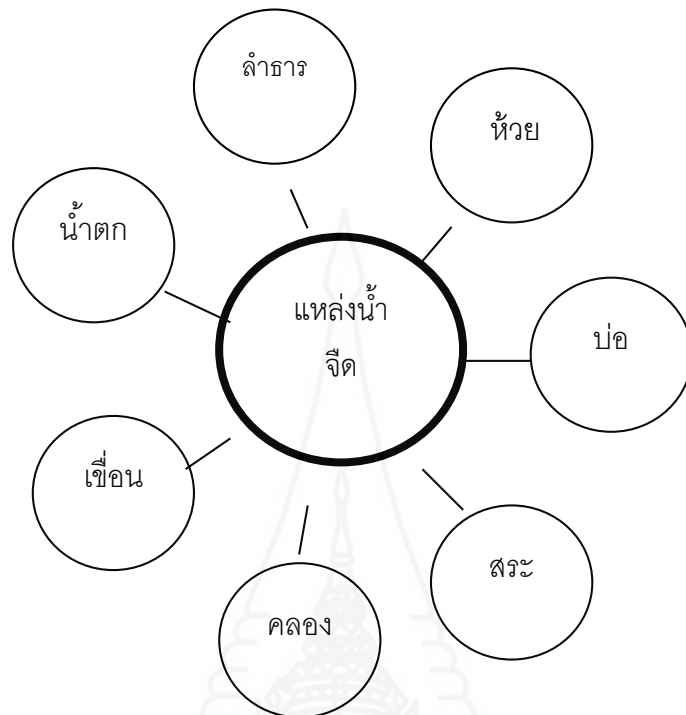 ลำธาร
ห้วย
น้ำตก
แหล่งน้ำ
จืด
บ่อ
เขื่อน
สระ
คลอง